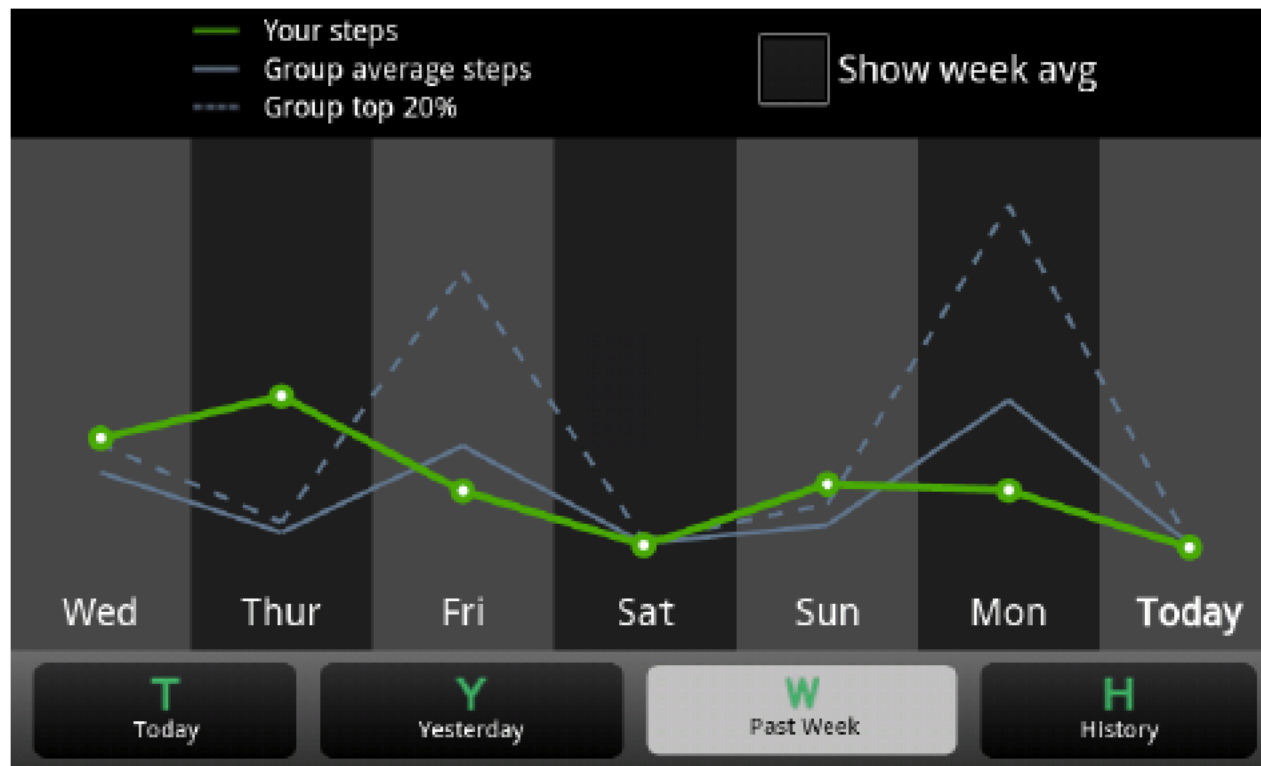 Your steps
Group average steps
Group top 20%
Show week avg
Wed Thur Fri Sat Sun Mon Today
T Y W H
Today Yesterday Past Week History